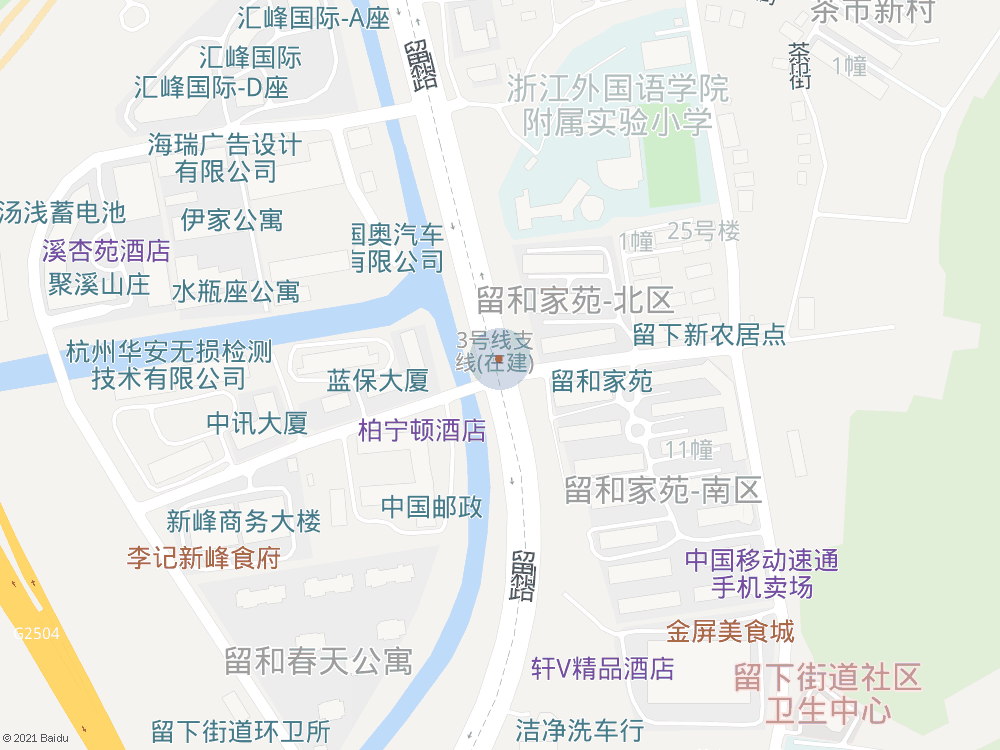 汇峰国际-A座
茶市新村
汇峰国际
茶市街
1幢
汇峰国际-D座
浙江外国语学院
附属实验小学
海瑞广告设计
有限公司
汤浅蓄电池
伊家公寓
25号楼
国奥汽车
有限公司
1幢
溪杏苑酒店
聚溪山庄
水瓶座公寓
留和家苑-北区
3号线支
线(在建)
留下新农居点
杭州华安无损检测
技术有限公司
蓝保大厦
留和家苑
中讯大厦
柏宁顿酒店
11幢
留和家苑-南区
中国邮政
新峰商务大楼
李记新峰食府
中国移动速通
手机卖场
G2504
金屏美食城
留和春天公寓
轩V精品酒店
留下街道社区
卫生中心
留下街道环卫所
洁净洗车行
© 2021 Baidu